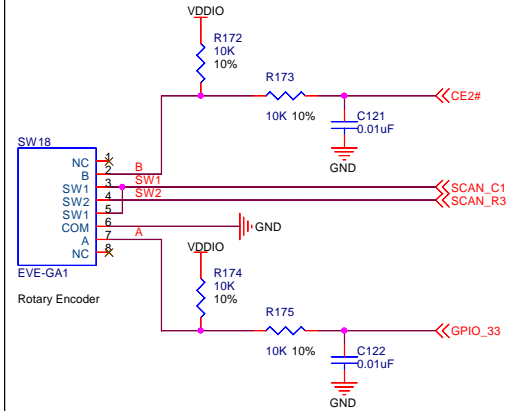 VDDIO
R172
10K
10%
R173
10K 10%
CE2#
C121
0.01uF
GND
SW18
NC 1
B 2 B
SW1 3 SW1 SCAN_C1
SW2 4 SW2 SCAN_R3
SW1 5
COM 6 GND
A 7 A
NC 8
EVE-GA1
Rotary Encoder
VDDIO
R174
10K
10%
R175
10K 10%
GPIO_33
C122
0.01uF
GND